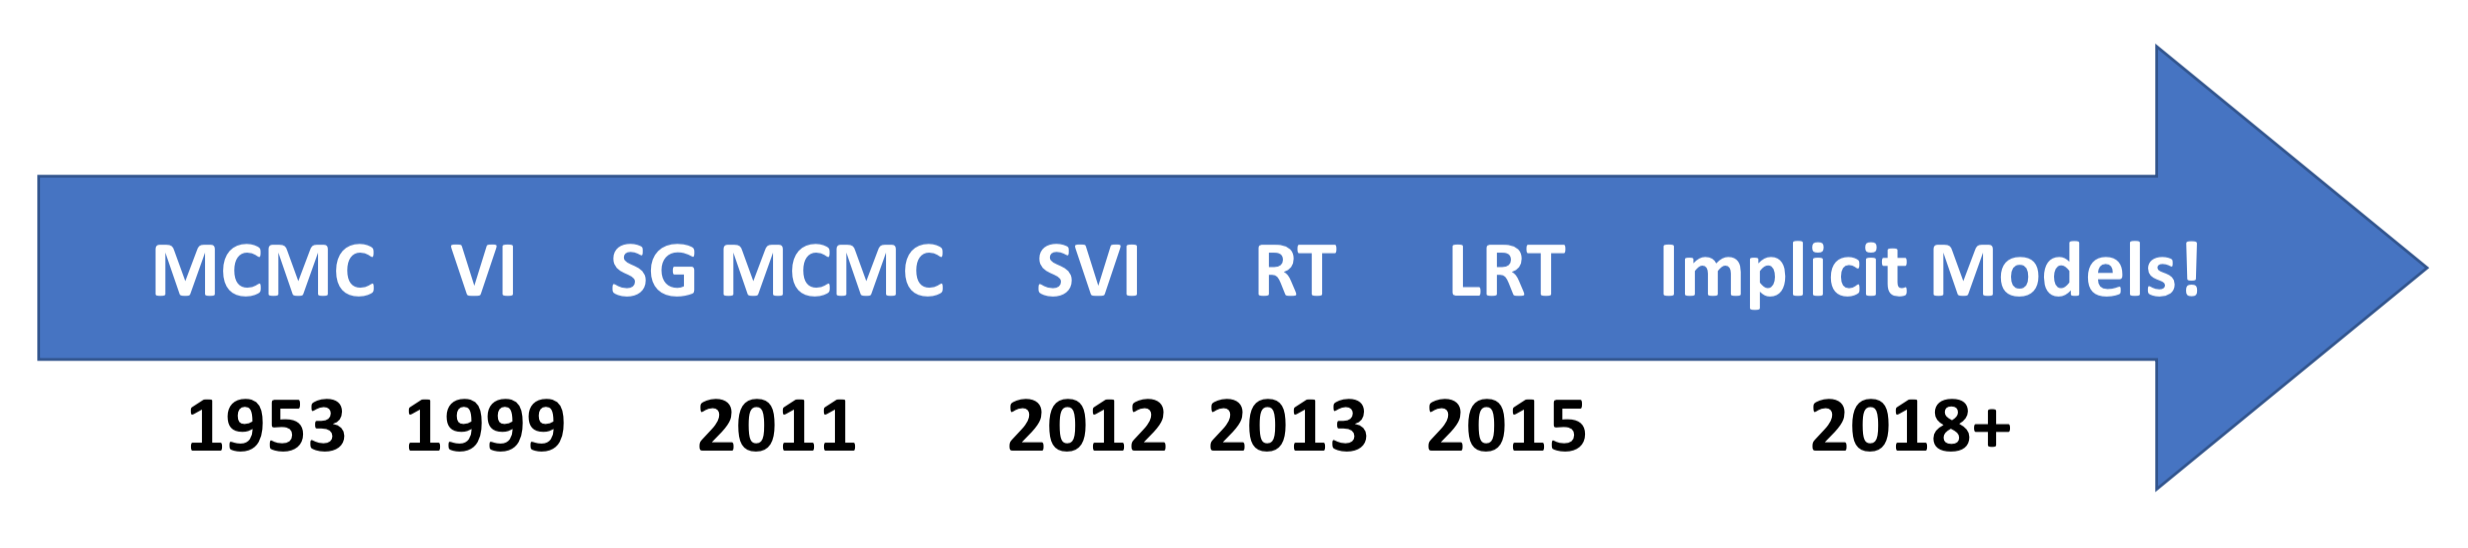 MCMC VI SG MCMC SVI RT LRT Implicit Models!
1953 1999 2011 2012 2013 2015 2018+